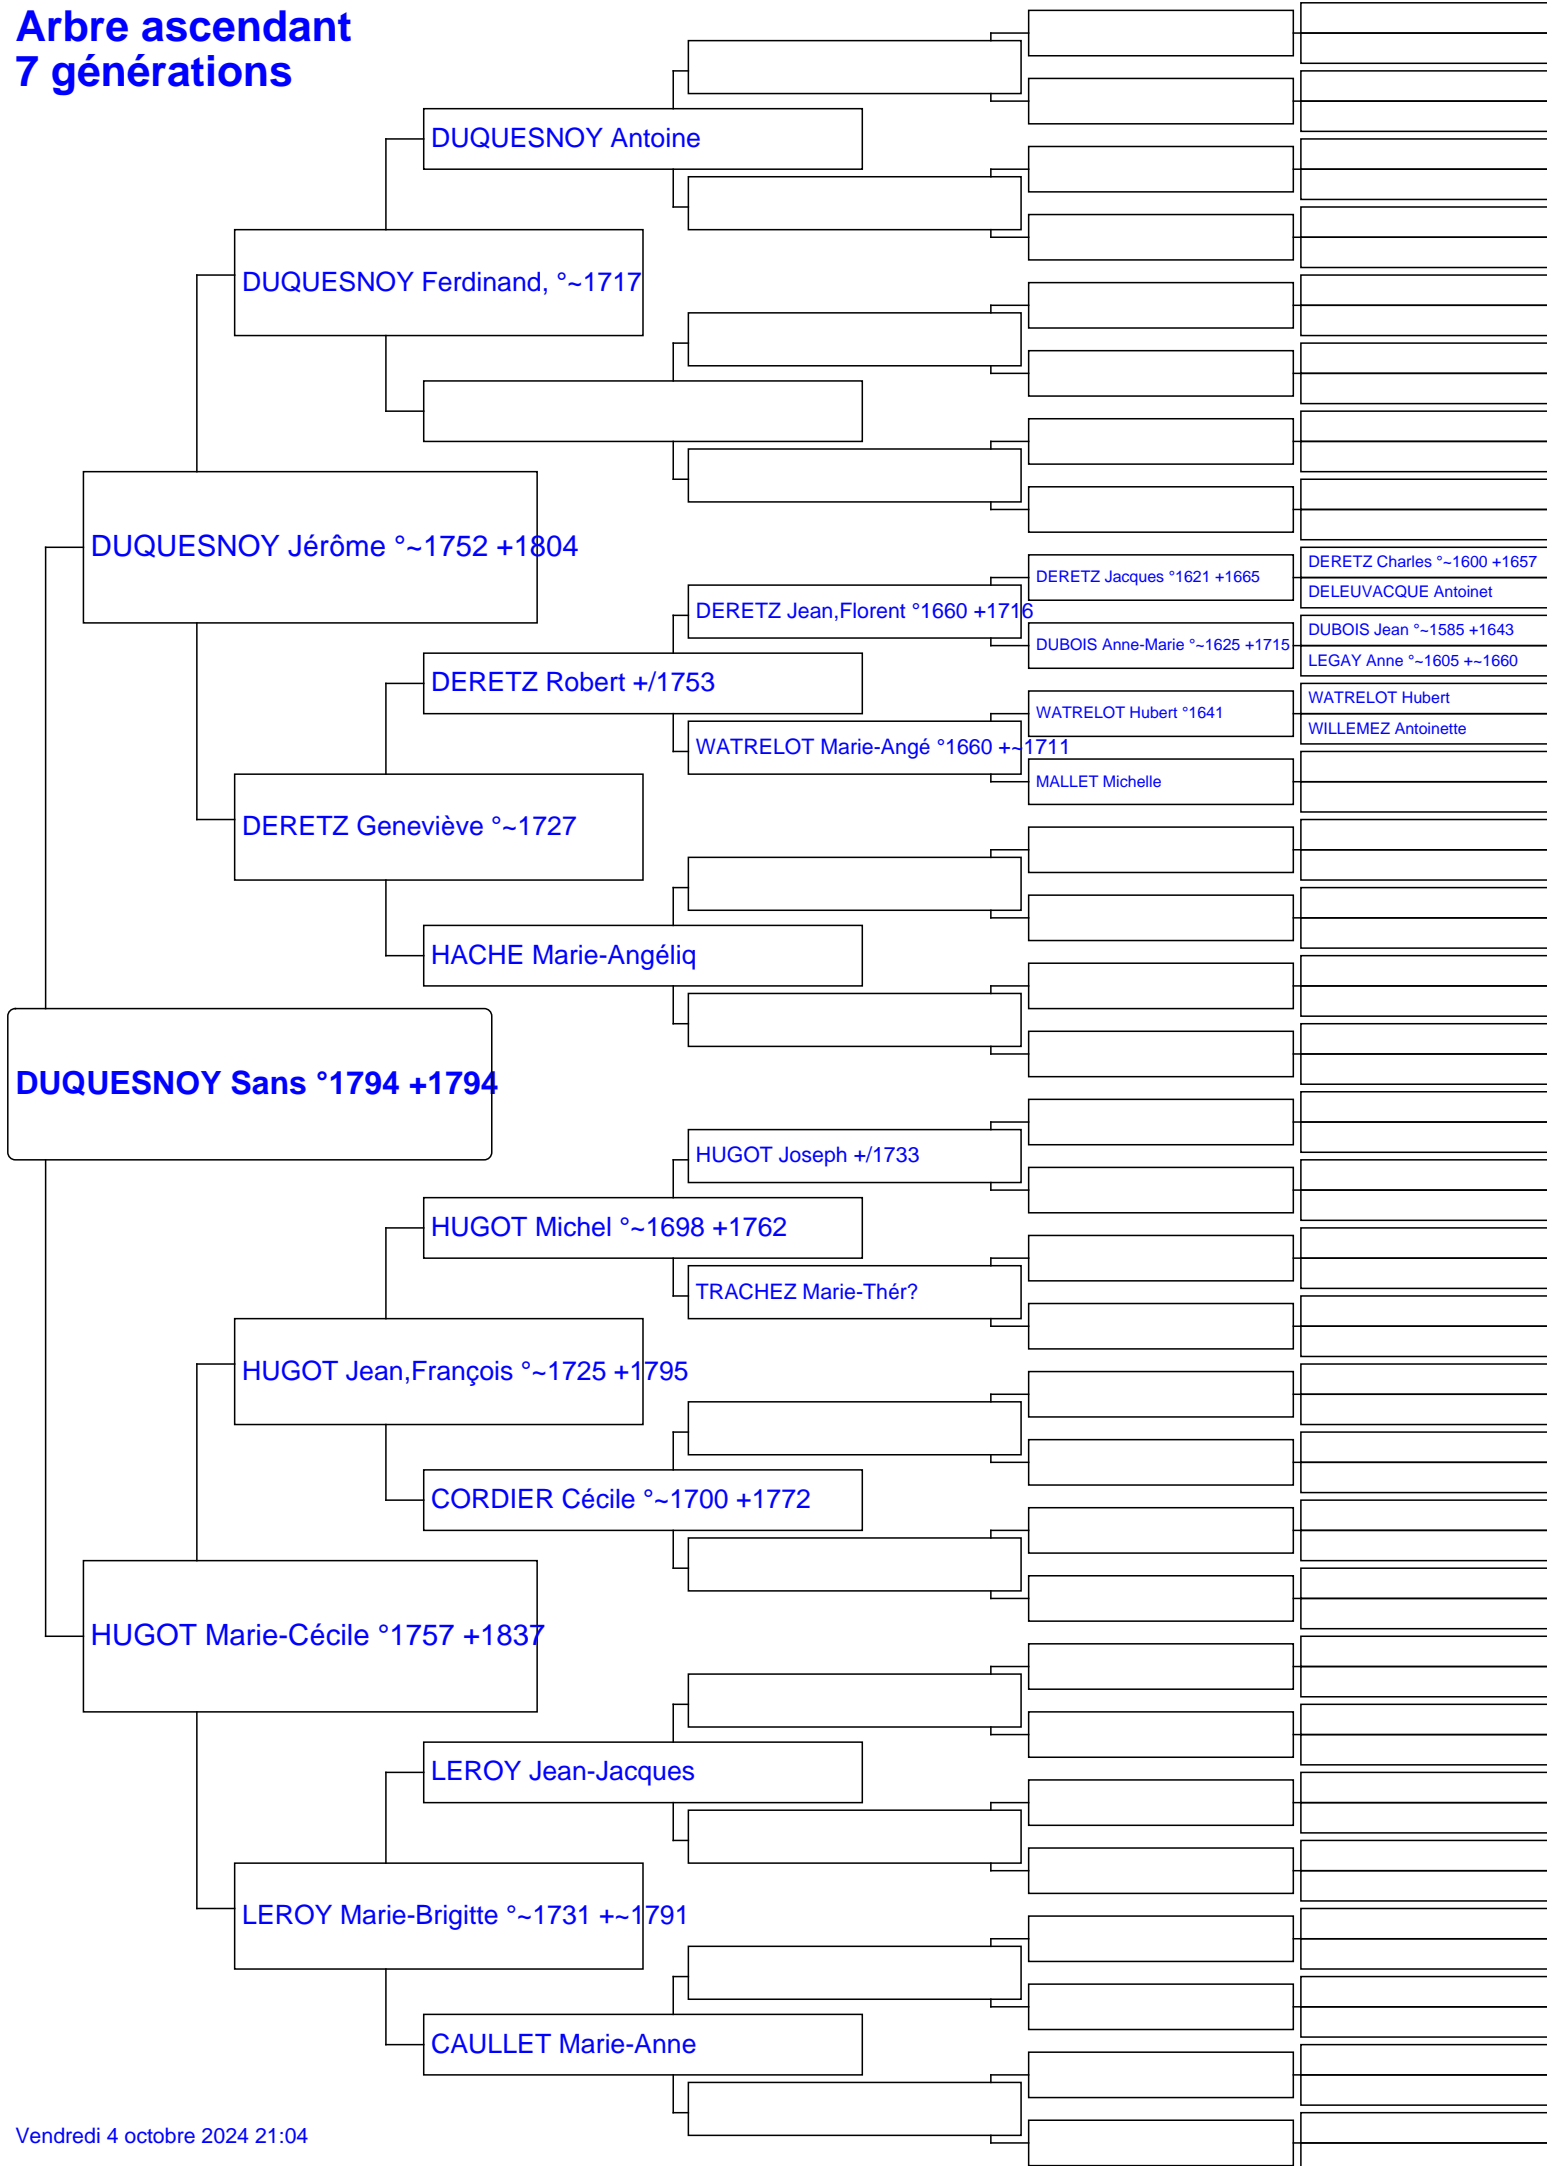 Arbre ascendant
7 générations
DUQUESNOY Antoine
DUQUESNOY Ferdinand, °~1717
DUQUESNOY Jérôme °~1752 +1804
DERETZ Charles °~1600 +1657
DERETZ Jacques °1621 +1665
DELEUVACQUE Antoinet
DERETZ Jean,Florent °1660 +1716
DUBOIS Jean °~1585 +1643
DUBOIS Anne-Marie °~1625 +1715
LEGAY Anne °~1605 +~1660
DERETZ Robert +/1753
WATRELOT Hubert
WATRELOT Hubert °1641
WILLEMEZ Antoinette
WATRELOT Marie-Angé °1660 +~1711
MALLET Michelle
DERETZ Geneviève °~1727
HACHE Marie-Angéliq
DUQUESNOY Sans °1794 +1794
HUGOT Joseph +/1733
HUGOT Michel °~1698 +1762
TRACHEZ Marie-Thér?
HUGOT Jean,François °~1725 +1795
CORDIER Cécile °~1700 +1772
HUGOT Marie-Cécile °1757 +1837
LEROY Jean-Jacques
LEROY Marie-Brigitte °~1731 +~1791
CAULLET Marie-Anne
Vendredi 4 octobre 2024 21:04